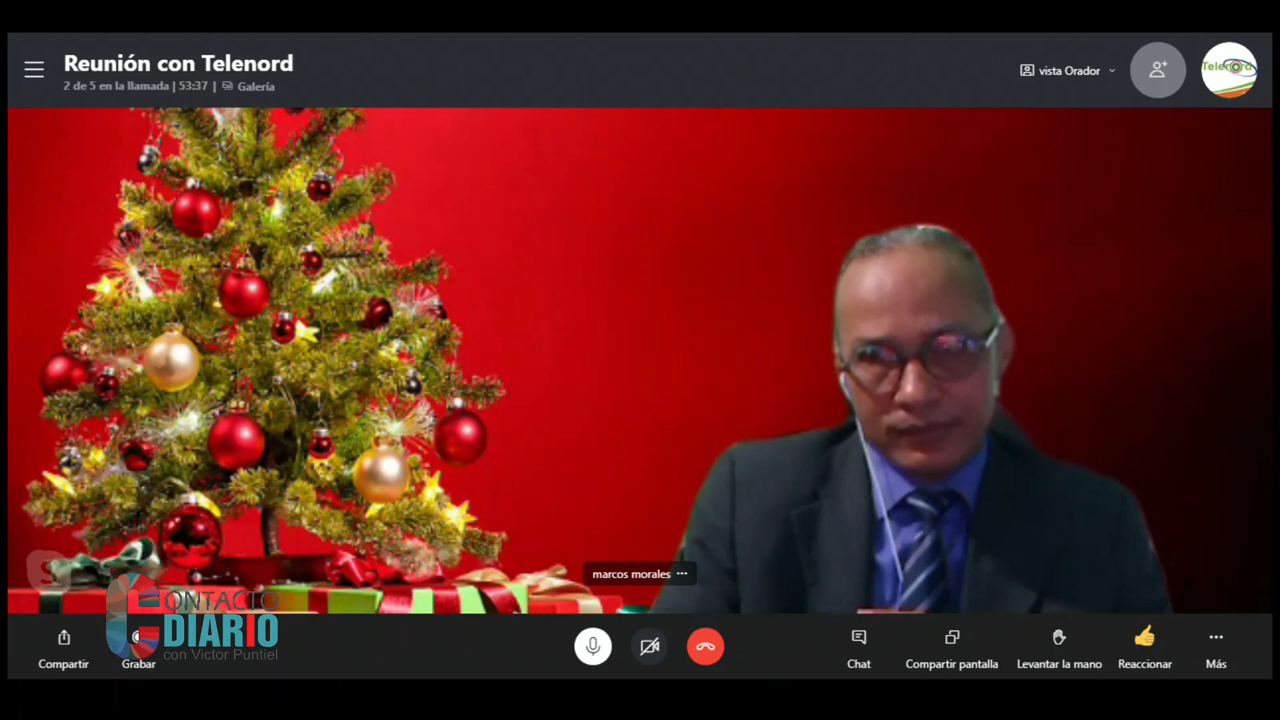 Reunión con Telenord
2 de 5 en la llamada | 53:37 | Galería
vista Orador
Telenord
marcos morales
CONTACTO
DIARIO
con Victor Puntiel
Compartir
Grabar
Chat
Compartir pantalla
Levantar la mano
Reaccionar
Más